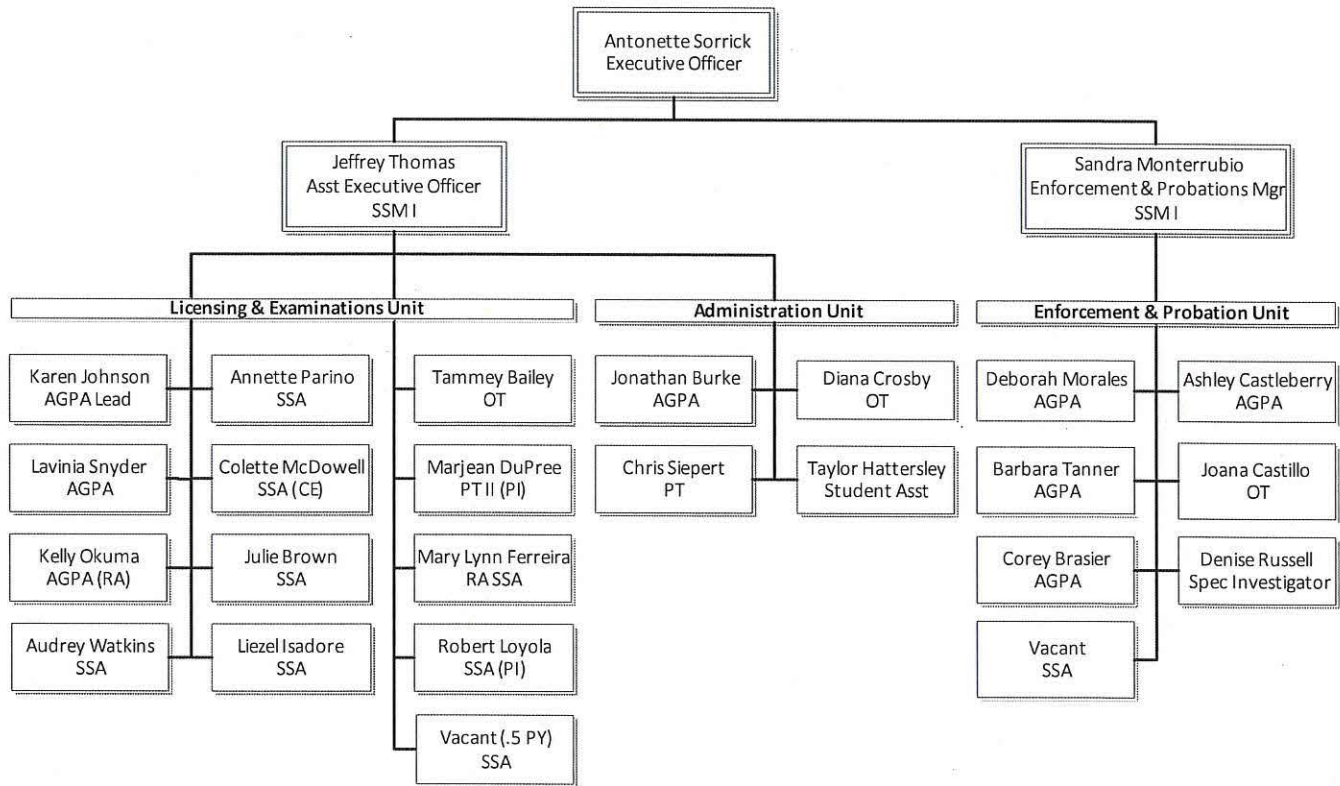 Antonette Sorrick
Executive Officer
Jeffrey Thomas
Asst Executive Officer
SSM I
Sandra Monterrubio
Enforcement & Probations Mgr
SSM I
Licensing & Examinations Unit
Administration Unit
Enforcement & Probation Unit
Karen Johnson
AGPA Lead
Annette Parino
SSA
Tammey Bailey
OT
Jonathan Burke
AGPA
Diana Crosby
OT
Deborah Morales
AGPA
Ashley Castleberry
AGPA
Lavinia Snyder
AGPA
Colette McDowell
SSA (CE)
Marjean DuPree
PT II (PI)
Chris Siepert
PT
Taylor Hattersley
Student Asst
Barbara Tanner
AGPA
Joana Castillo
OT
Kelly Okuma
AGPA (RA)
Julie Brown
SSA
Mary Lynn Ferreira
RA SSA
Corey Brasier
AGPA
Denise Russell
Spec Investigator
Audrey Watkins
SSA
Liezel Isadore
SSA
Robert Loyola
SSA (PI)
Vacant
SSA
Vacant (.5 PY)
SSA